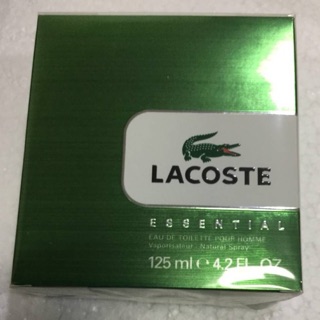 LACOSTE
ESSENTIAL
EAU DE TOILETTE POUR HOMME
Vaporisateur - Natural Spray
125 ml ℮ 4.2 FL. OZ